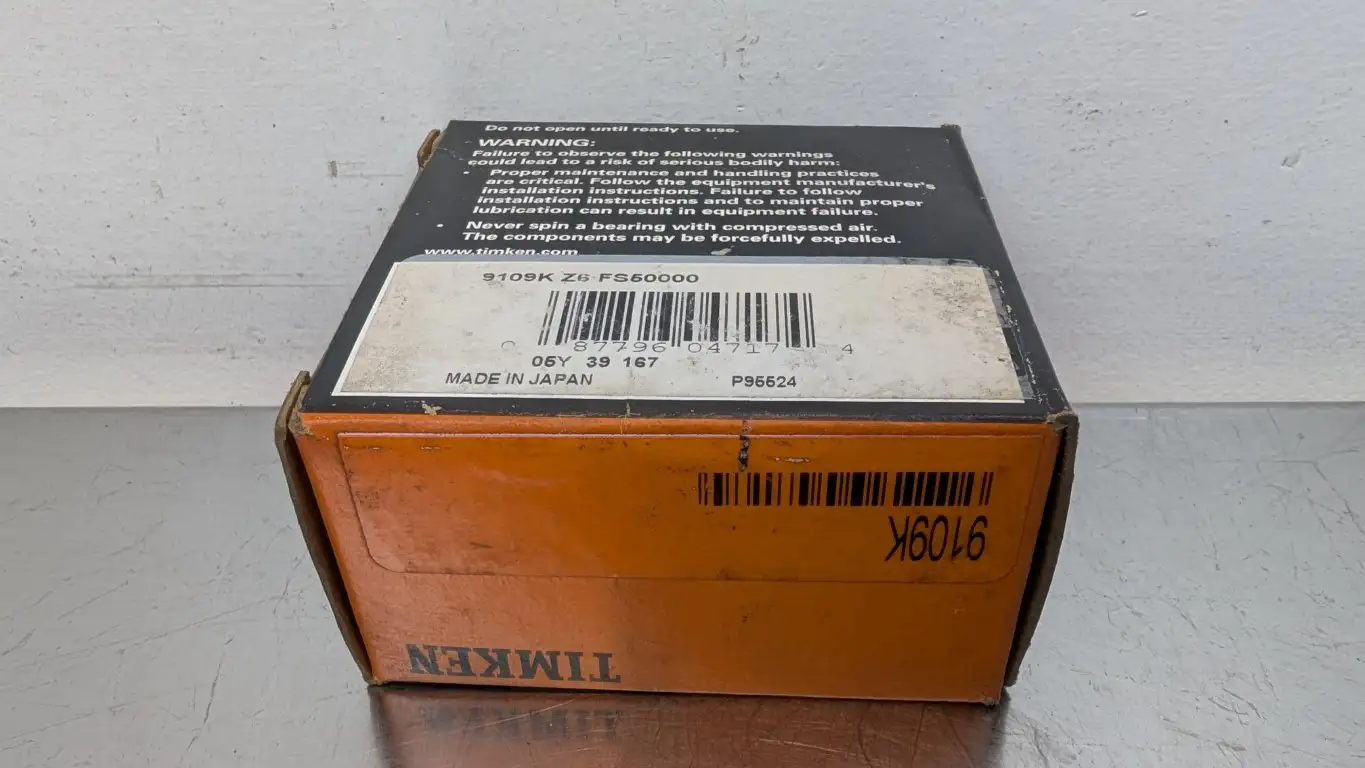 Do not open until ready to use.
WARNING:
Failure to observe the following warnings
could lead to a risk of serious bodily harm:
• Proper maintenance and handling practices
are critical. Follow the equipment manufacturer's
installation instructions. Failure to follow
installation instructions and to maintain proper
lubrication can result in equipment failure.
• Never spin a bearing with compressed air.
The components may be forcefully expelled.
www.timken.com
9109K Z6 FS50000
0 87796 04717 4
05Y 39 167
MADE IN JAPAN P95524
9109K
TIMKEN